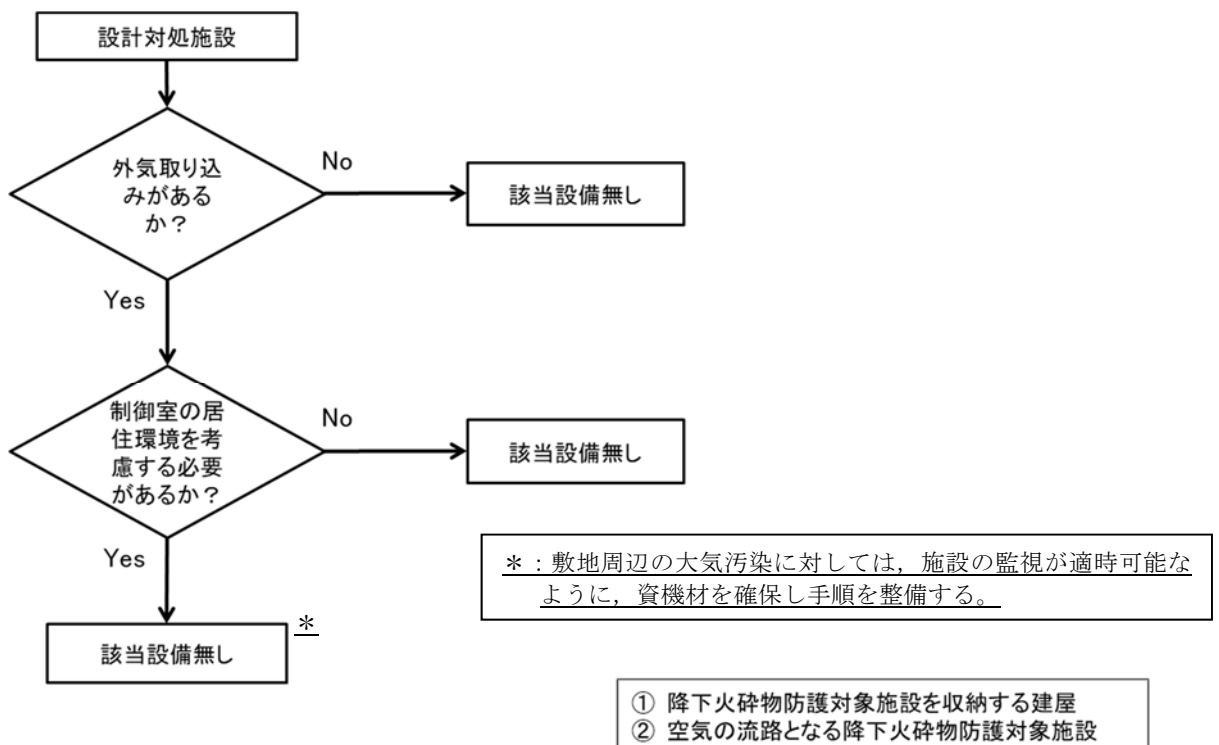 設計対処施設
外気取り込
みがある
か？
No
該当設備無し
Yes
制御室の居
住環境を考
慮する必要
があるか？
No
該当設備無し
Yes
該当設備無し
＊
＊：敷地周辺の大気汚染に対しては，施設の監視が適時可能な
ように，資機材を確保し手順を整備する。
① 降下火砕物防護対象施設を収納する建屋
② 空気の流路となる降下火砕物防護対象施設